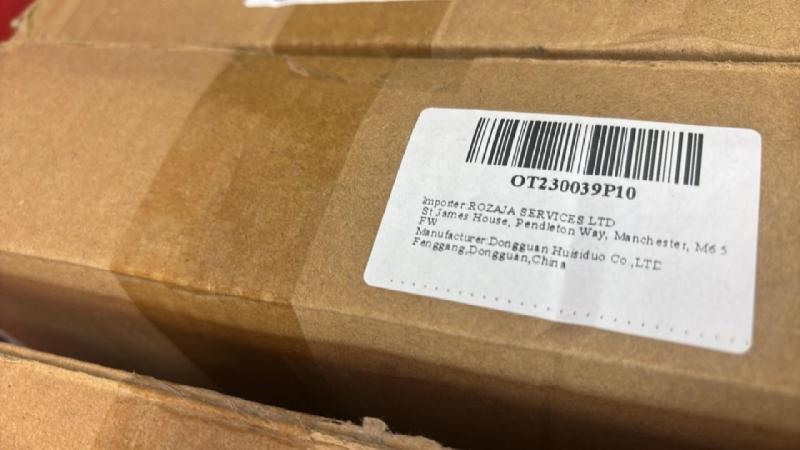 OT230039P10
Importer:ROZAJA SERVICES LTD
St James House, Pendleton Way, Manchester, M6 5
FW
Manufacturer:Dongguan Huisiduo Co.,LTD
Fenggang,Dongguan,China